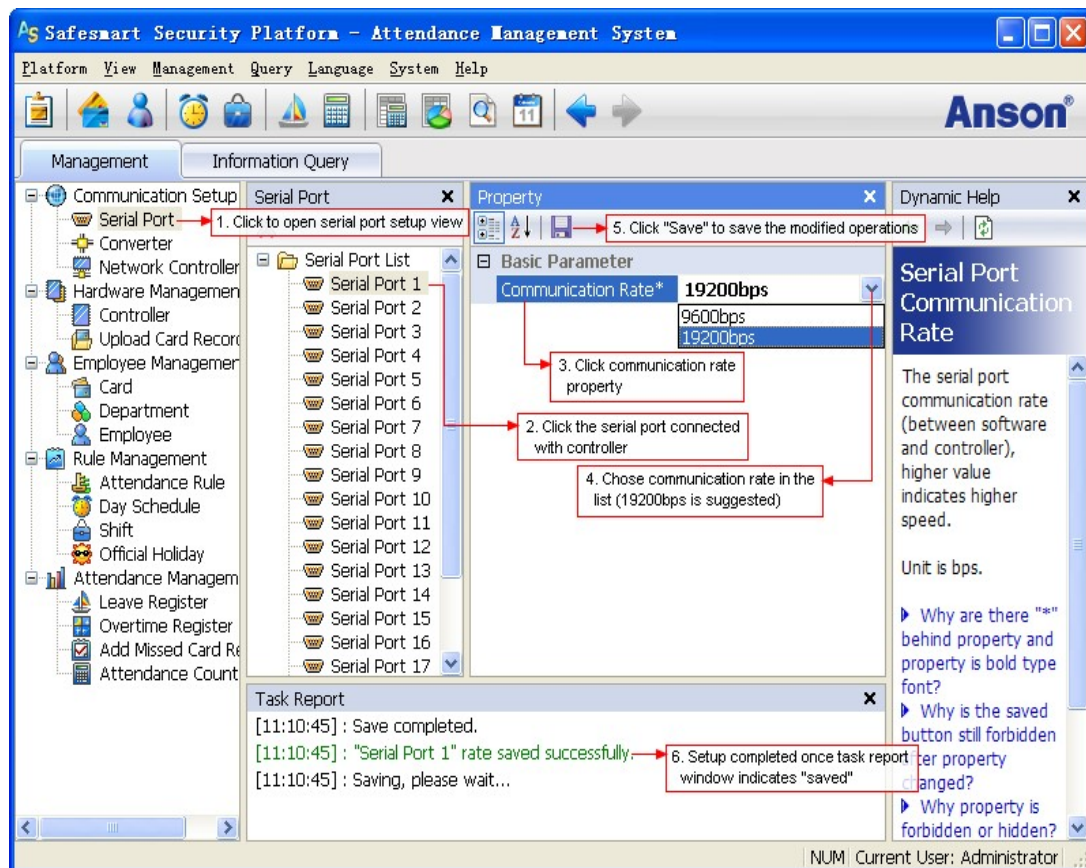 AS Safesmart Security Platform - Attendance Management System
Platform View Management Query Language System Help
11
Anson®
Management Information Query
Communication Setup
Serial Port
Converter
Network Controller
Hardware Managemen
Controller
Upload Card Recor
Employee Managemer
Card
Department
Employee
Rule Management
Attendance Rule
Day Schedule
Shift
Official Holiday
Attendance Managem
Leave Register
Overtime Register
Add Missed Card Re
Attendance Count
Serial Port
1. Click to open serial port setup view
Serial Port List
Serial Port 1
Serial Port 2
Serial Port 3
Serial Port 4
Serial Port 5
Serial Port 6
Serial Port 7
Serial Port 8
Serial Port 9
Serial Port 10
Serial Port 11
Serial Port 12
Serial Port 13
Serial Port 14
Serial Port 15
Serial Port 16
Serial Port 17
Property
A
Z
5. Click "Save" to save the modified operations
Basic Parameter
Communication Rate* 19200bps
9600bps
19200bps
3. Click communication rate
property
2. Click the serial port connected
with controller
4. Chose communication rate in the
list (19200bps is suggested)
Dynamic Help
Serial Port
Communication
Rate
The serial port
communication rate
(between software
and controller),
higher value
indicates higher
speed.
Unit is bps.
Why are there "*"
behind property and
property is bold type
font?
Why is the saved
button still forbidden
after property
changed?
Why property is
forbidden or hidden?
Task Report
[11:10:45] : Save completed.
[11:10:45] : "Serial Port 1" rate saved successfully.
[11:10:45] : Saving, please wait...
6. Setup completed once task report
window indicates "saved"
NUM Current User: Administrator